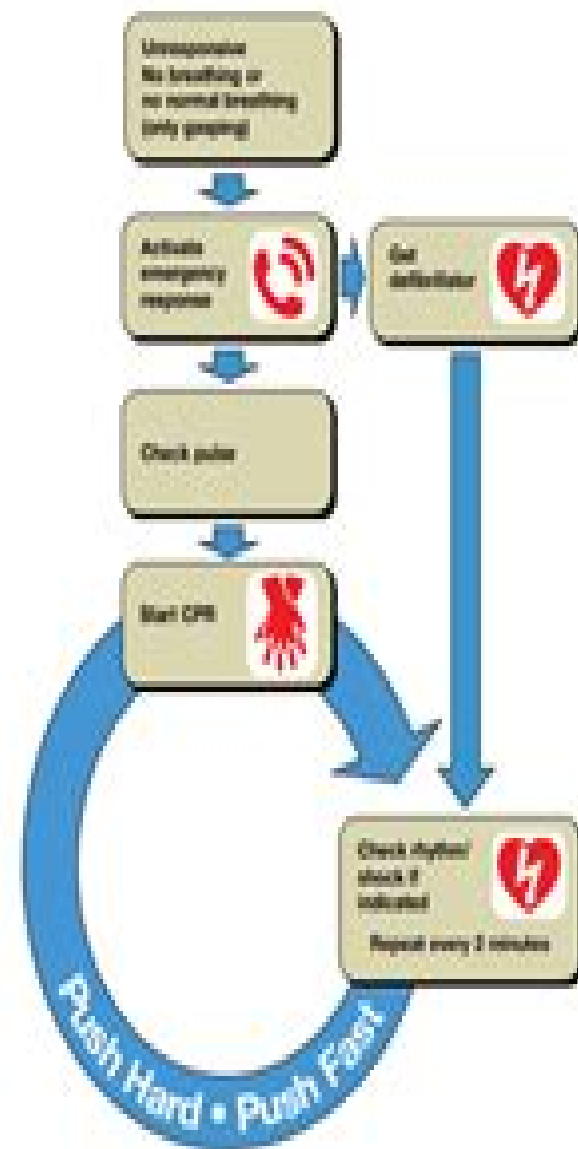 Unresponsive
No breathing or
no normal breathing
(only gasping)
Activate
emergency
response
Get
defibrillator
Check pulse
Start CPR
Check rhythm/
shock if
indicated
Repeat every 2 minutes
Push Hard • Push Fast